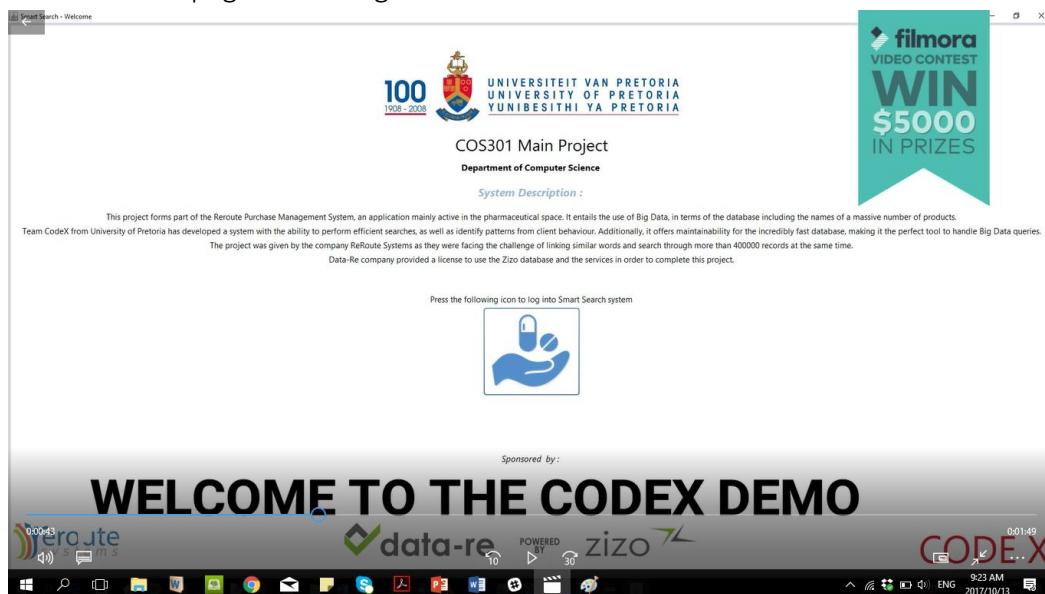 Smart Search - Welcome
filmora
VIDEO CONTEST
WIN
$5000
IN PRIZES
100
1908 - 2008
UNIVERSITEIT VAN PRETORIA
UNIVERSITY OF PRETORIA
YUNIBESITHI YA PRETORIA
COS301 Main Project
Department of Computer Science
System Description :
This project forms part of the Reroute Purchase Management System, an application mainly active in the pharmaceutical space. It entails the use of Big Data, in terms of the database including the names of a massive number of products.
Team CodeX from University of Pretoria has developed a system with the ability to perform efficient searches, as well as identify patterns from client behaviour. Additionally, it offers maintainability for the incredibly fast database, making it the perfect tool to handle Big Data queries.
The project was given by the company ReRoute Systems as they were facing the challenge of linking similar words and search through more than 400000 records at the same time.
Data-Re company provided a license to use the Zizo database and the services in order to complete this project.
Press the following icon to log into Smart Search system
Sponsored by :
WELCOME TO THE CODEX DEMO
0:00:43
0:01:49
reroute
systems
data-re
POWERED
BY
zizo
CODEX
10
30
ENG
9:23 AM
2017/10/13